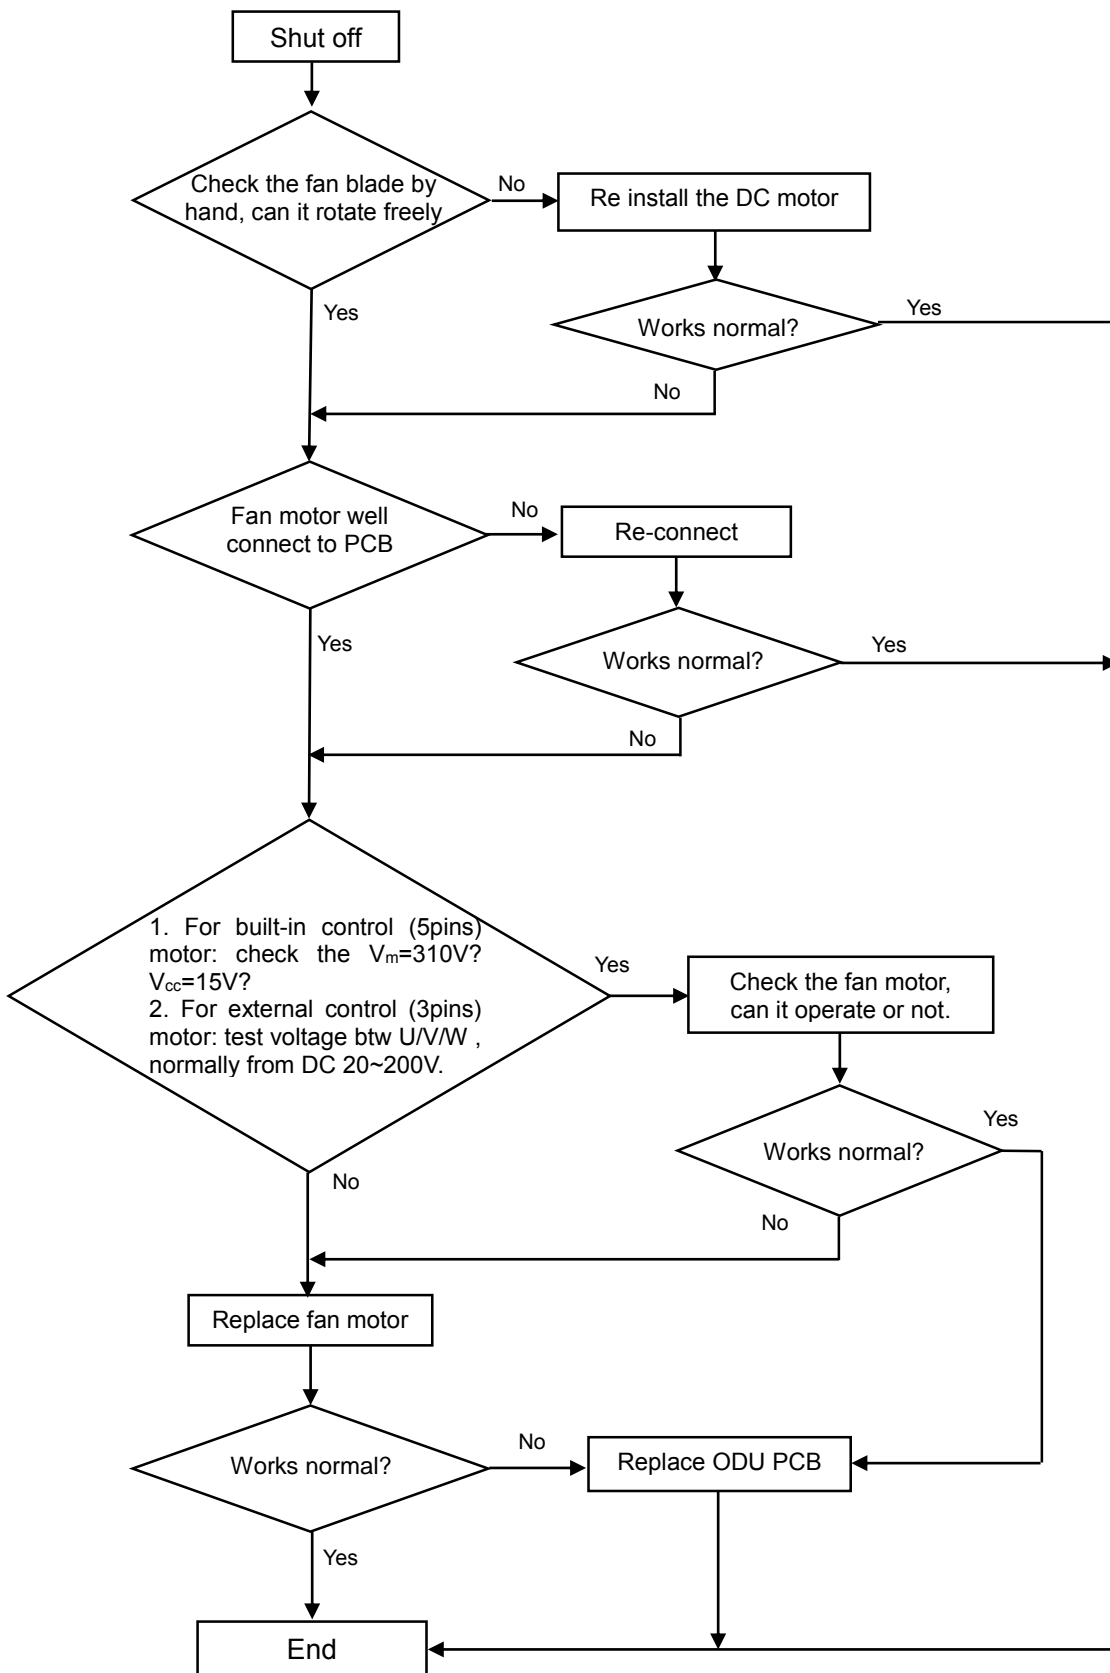 Shut off
Check the fan blade by
hand, can it rotate freely
No
Re install the DC motor
Yes
Works normal?
Yes
No
Fan motor well
connect to PCB
No
Re-connect
Yes
Works normal?
Yes
No
1. For built-in control (5pins)
motor: check the Vm=310V?
Vcc=15V?
2. For external control (3pins)
motor: test voltage btw U/V/W ,
normally from DC 20~200V.
Yes
Check the fan motor,
can it operate or not.
Works normal?
Yes
No
No
Replace fan motor
Works normal?
No
Replace ODU PCB
Yes
End